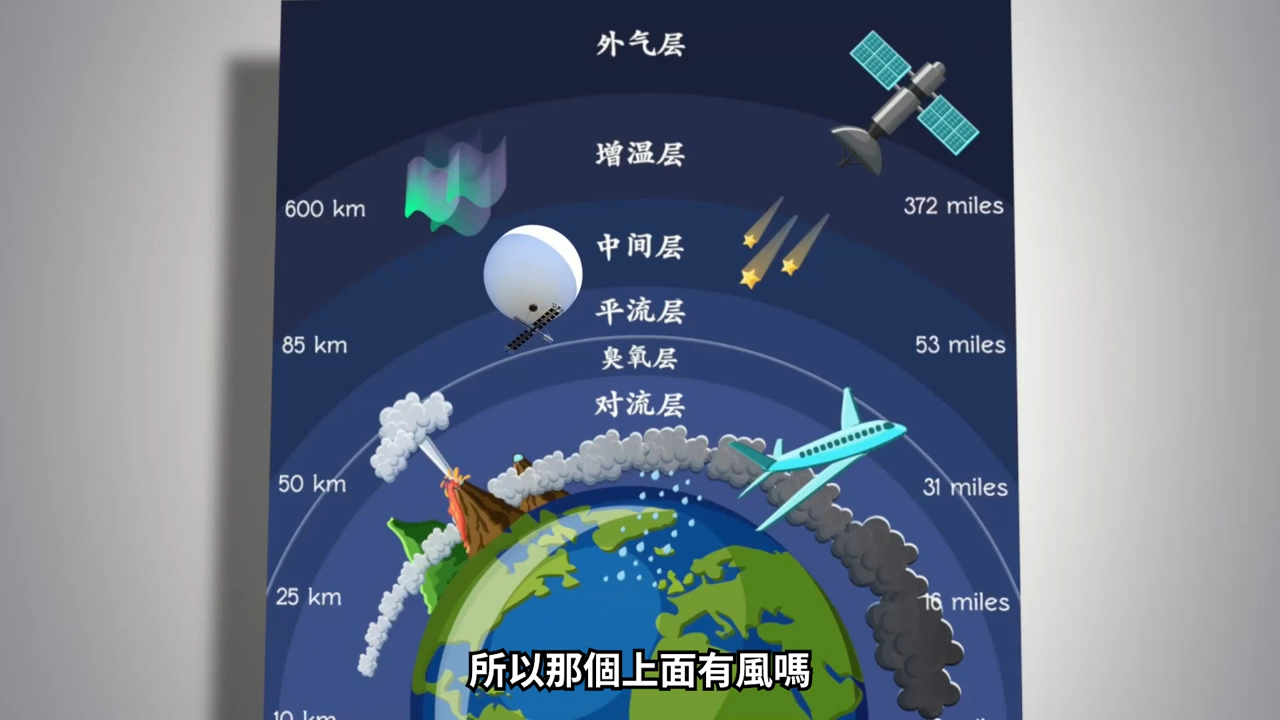 外气层
增温层
600 km
372 miles
中间层
平流层
85 km
53 miles
臭氧层
对流层
50 km
31 miles
25 km
16 miles
所以那個上面有風嗎
10 km